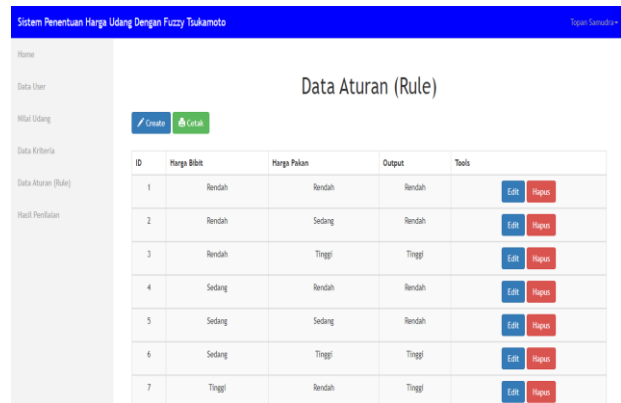 Sistem Penentuan Harga Udang Dengan Fuzzy Tsukamoto Topan Samudra
Home
Data User
Nilai Udang
Data Kriteria
Data Aturan (Rule)
Hasil Penilaian
Data Aturan (Rule)
Create Cetak
ID Harga Bibit Harga Pakan Output Tools
1 Rendah Rendah Rendah Edit Hapus
2 Rendah Sedang Rendah Edit Hapus
3 Rendah Tinggi Tinggi Edit Hapus
4 Sedang Rendah Rendah Edit Hapus
5 Sedang Sedang Rendah Edit Hapus
6 Sedang Tinggi Tinggi Edit Hapus
7 Tinggi Rendah Tinggi Edit Hapus